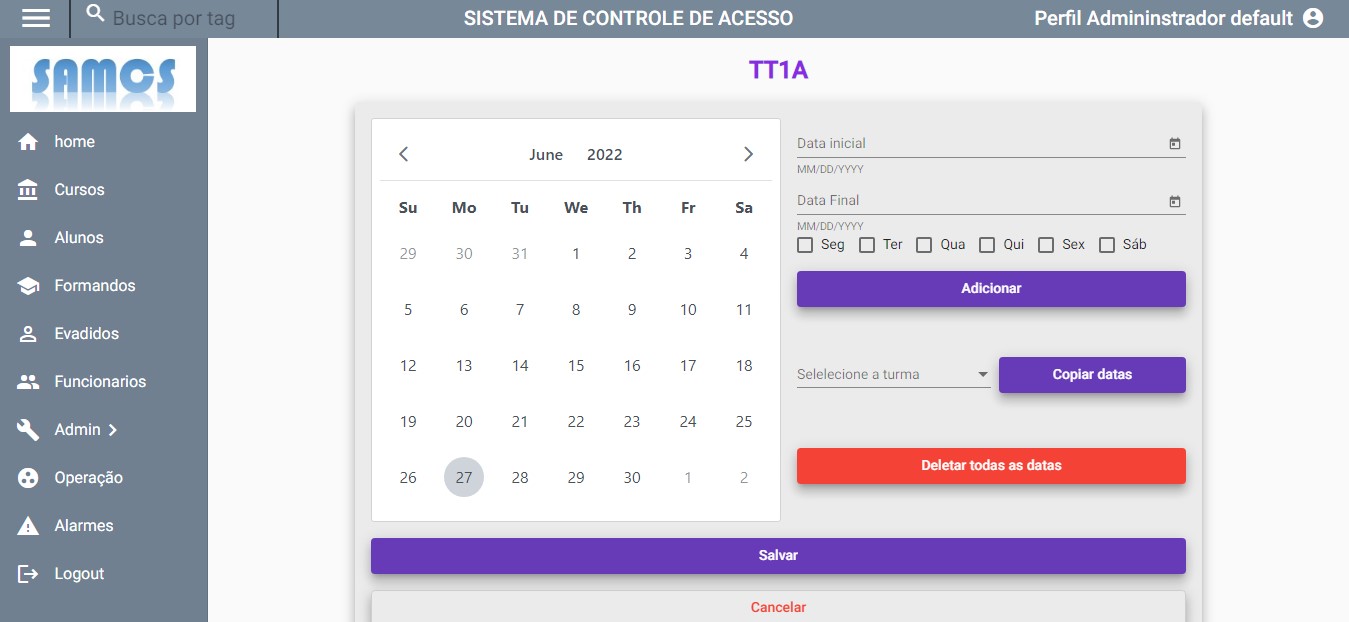 Busca por tag
SISTEMA DE CONTROLE DE ACESSO
Perfil Admininstrador default
SAMCS
home
Cursos
Alunos
Formandos
Evadidos
Funcionarios
Admin
Operação
Alarmes
Logout
TT1A
June 2022
Su Mo Tu We Th Fr Sa
29 30 31 1 2 3 4
5 6 7 8 9 10 11
12 13 14 15 16 17 18
19 20 21 22 23 24 25
26 27 28 29 30 1 2
Data inicial
MM/DD/YYYY
Data Final
MM/DD/YYYY
Seg Ter Qua Qui Sex Sáb
Adicionar
Selelecione a turma
Copiar datas
Deletar todas as datas
Salvar
Cancelar